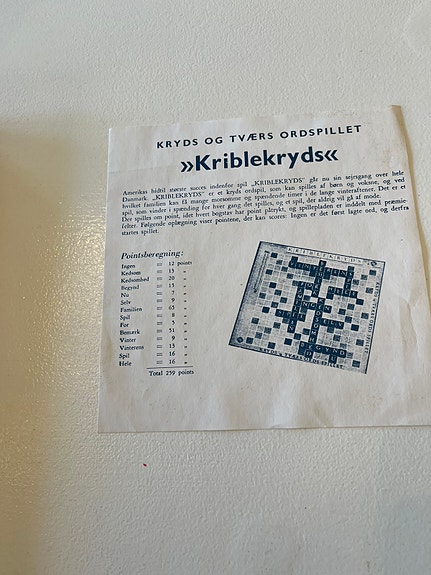 KRYDS OG TVÆRS ORDSPILLET
»Kriblekryds«
Amerikas hidtil største succes indenfor spil „KRIBLEKRYDS" går nu sin sejrsgang over hele
Danmark. „KRIBLEKRYDS" er et kryds ordspil, som kan spilles af børn og voksne, og ved
hvilket familien kan få mange morsomme og spændende timer i de lange vinteraftener. Det er et
spil, som vinder i spænding for hver gang det spilles, og et spil, der aldrig vil gå af mode.
Der spilles om point, idet hvert bogstav har point påtrykt, og spillepladen er inddelt med præmie-
felter. Følgende oplægning viser pointene, der kan scores: Ingen er det først lagte ord, og derfra
startes spillet.
Pointsberegning:
Ingen = 12 points
Kedsom = 13 „
Kedsomhed = 20 „
Begynd = 15 „
Nu = 7 „
Selv = 9 „
Familien = 65 „
Spil = 8 „
For = 5 „
Bemærk = 51 „
Vinter = 9 „
Vinterens = 13 „
Spil = 16 „
Hele = 16 „
Total 259 points
KRIBLEKRYDS
KRYDS & TVÆRS ORDSPILLET